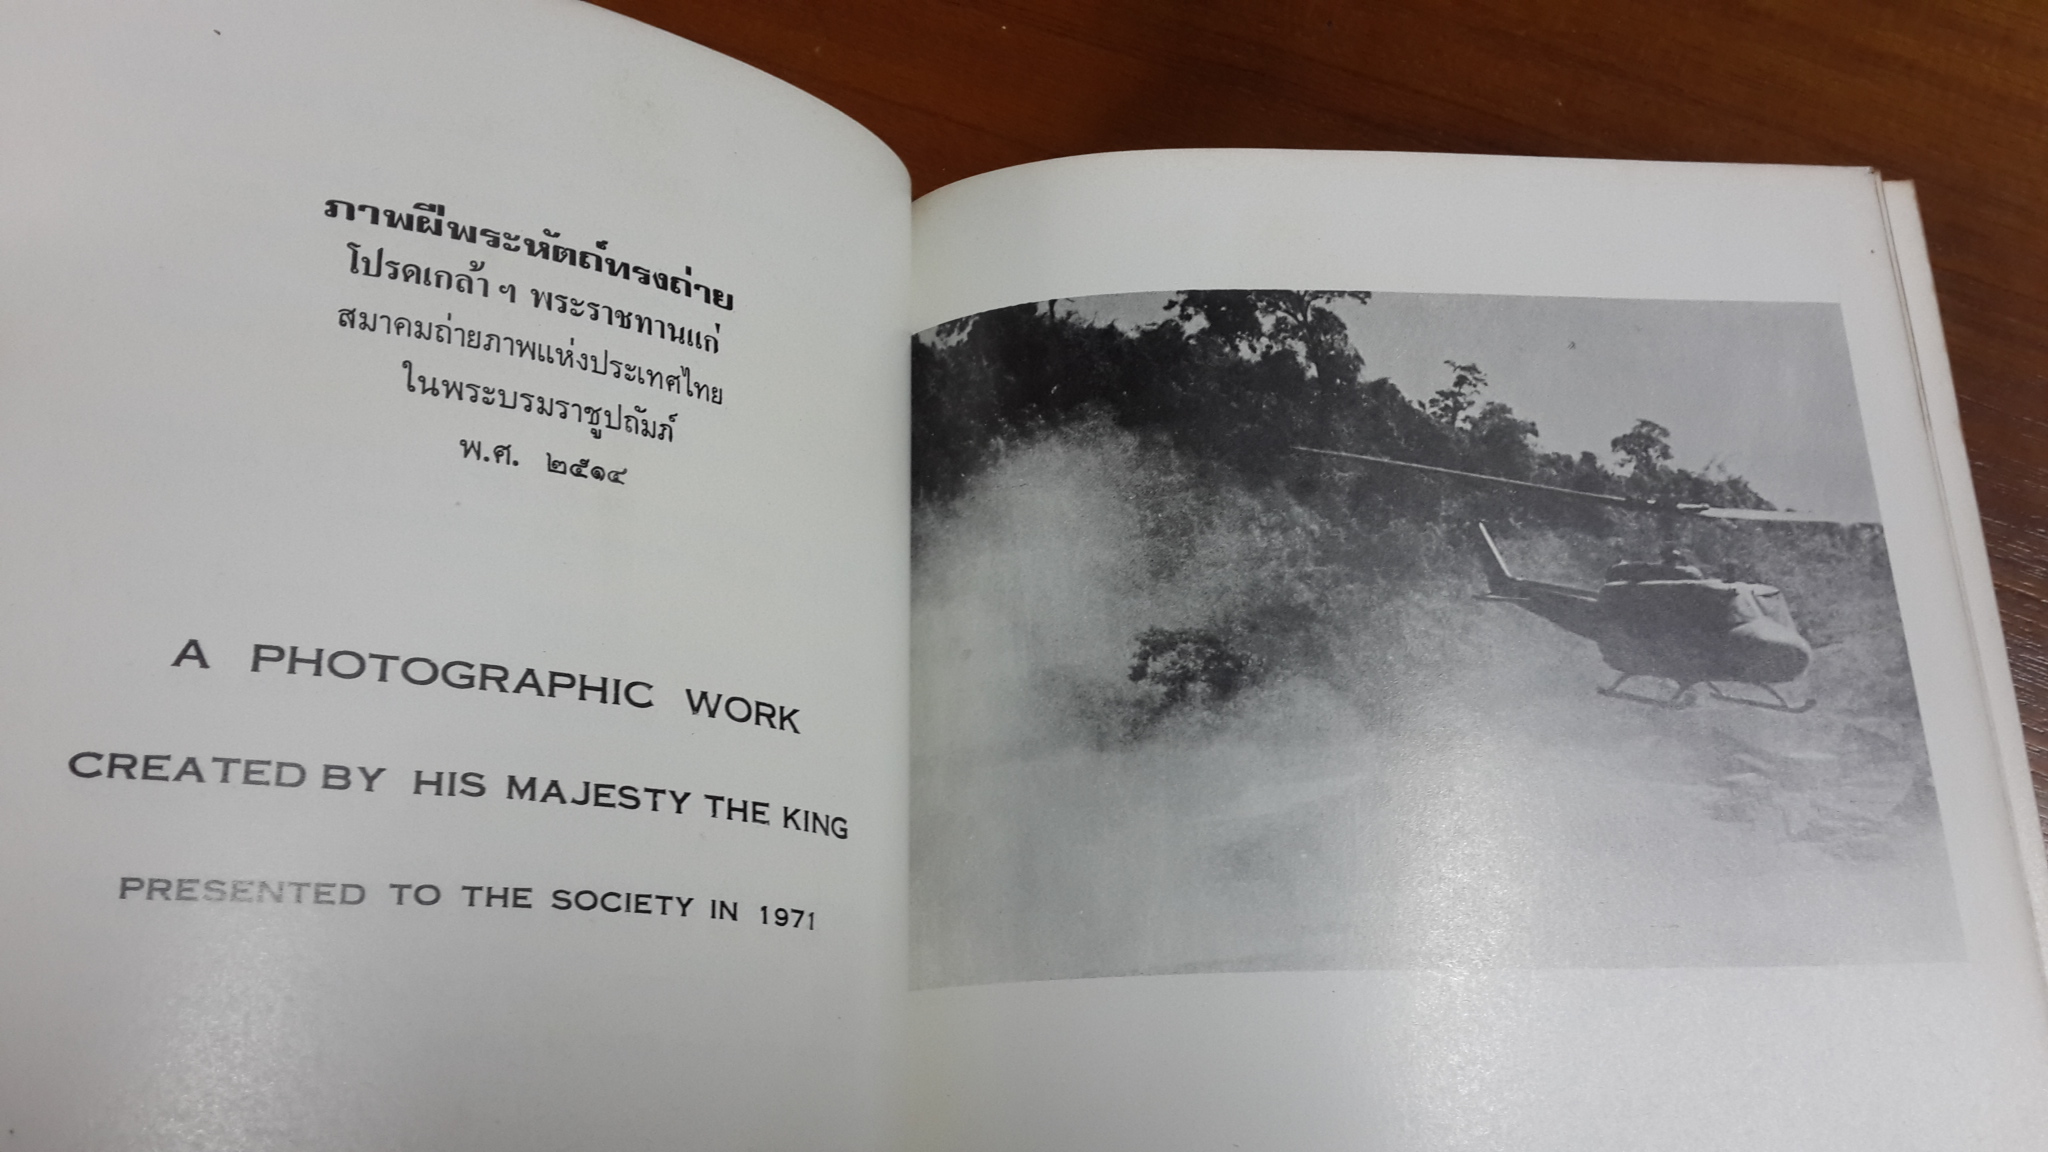 ภาพฝีพระหัตถ์ทรงถ่าย
โปรดเกล้า ฯ พระราชทานแก่
สมาคมถ่ายภาพแห่งประเทศไทย
ในพระบรมราชูปถัมภ์
พ.ศ. ๒๕๑๔
A PHOTOGRAPHIC WORK
CREATED BY HIS MAJESTY THE KING
PRESENTED TO THE SOCIETY IN 1971